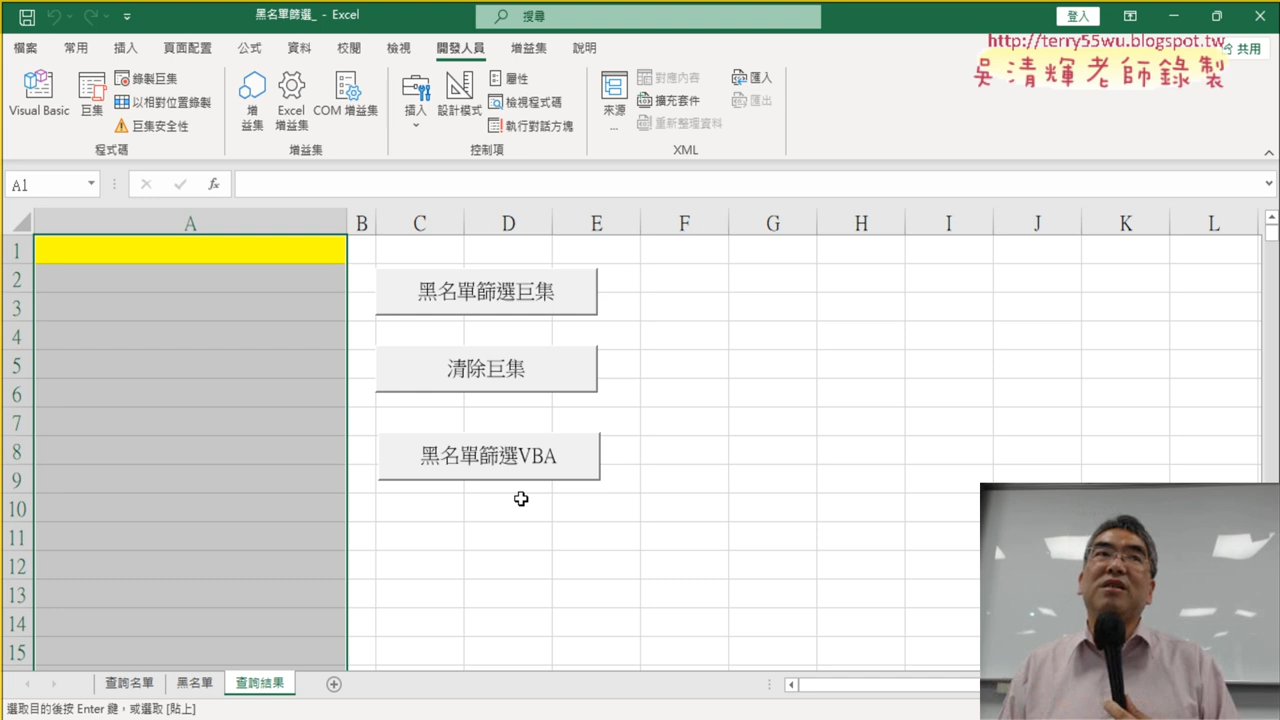 黑名單篩選_ - Excel
搜尋
登入
檔案 常用 插入 頁面配置 公式 資料 校閱 檢視 開發人員 增益集 說明
共用
http://terry55wu.blogspot.tw
吳清輝老師錄製
Visual Basic
巨集
錄製巨集
以相對位置錄製
巨集安全性
程式碼
增益集
Excel 增益集
COM 增益集
增益集
插入
設計模式
屬性
檢視程式碼
執行對話方塊
控制項
來源...
對應內容
擴充套件
重新整理資料
匯入
匯出
XML
A1
fx
A B C D E F G H I J K L
1
2
3
4
5
6
7
8
9
10
11
12
13
14
15
黑名單篩選巨集
清除巨集
黑名單篩選VBA
查詢名單 黑名單 查詢結果
選取目的後按 Enter 鍵，或選取 [貼上]